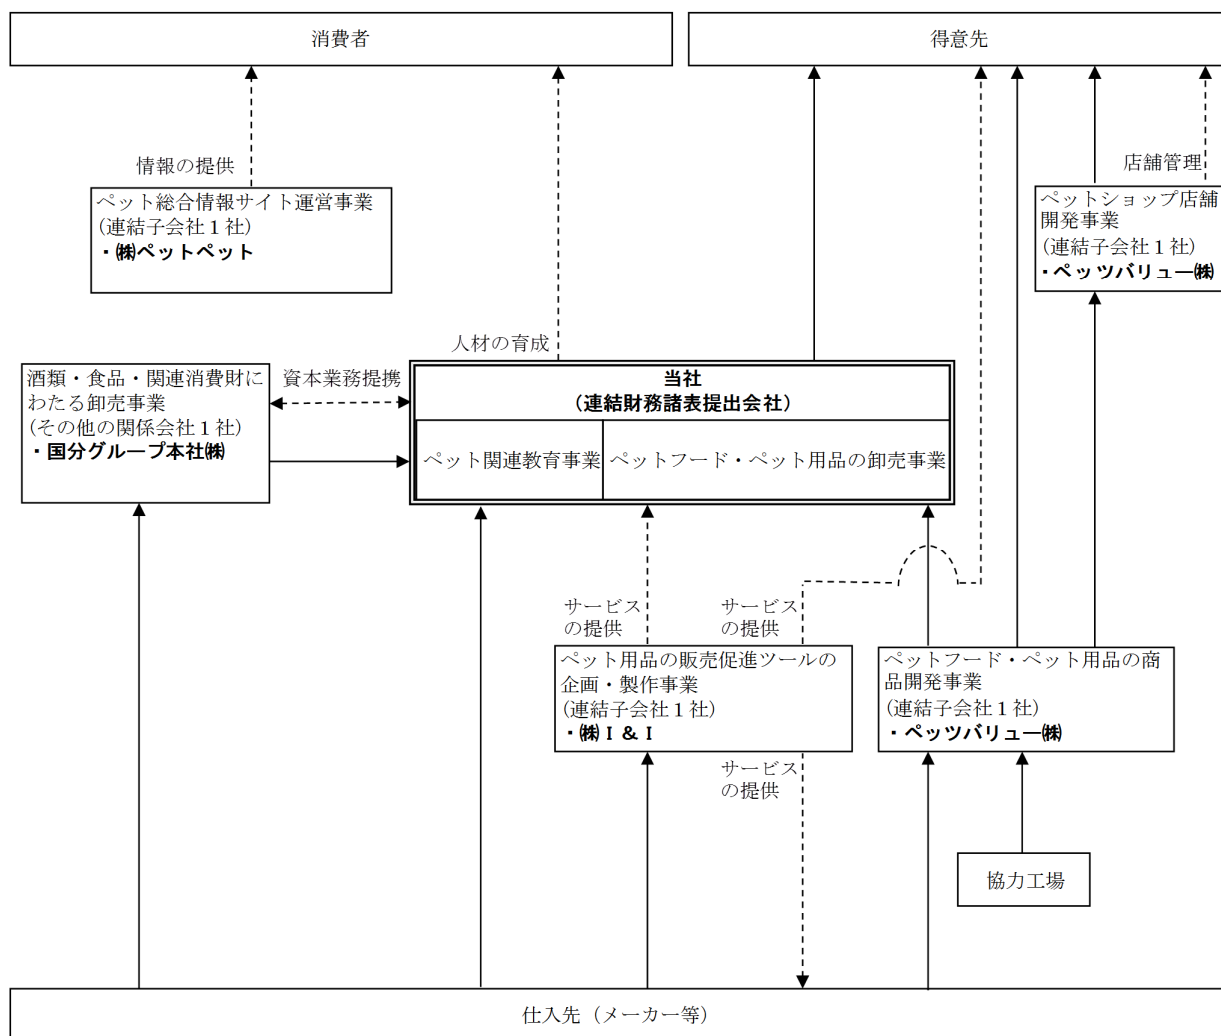 消費者
得意先
情報の提供
店舗管理
ペット総合情報サイト運営事業
(連結子会社１社)
・㈱ペットペット
ペットショップ店舗
開発事業
(連結子会社１社)
・ペッツバリュー㈱
人材の育成
酒類・食品・関連消費財に
わたる卸売事業
(その他の関係会社１社)
・国分グループ本社㈱
資本業務提携
当社
（連結財務諸表提出会社）
ペット関連教育事業
ペットフード・ペット用品の卸売事業
サービス
の提供
サービス
の提供
ペット用品の販売促進ツールの
企画・製作事業
(連結子会社１社)
・㈱Ｉ＆Ｉ
ペットフード・ペット用品の商
品開発事業
(連結子会社１社)
・ペッツバリュー㈱
サービス
の提供
協力工場
仕入先（メーカー等）